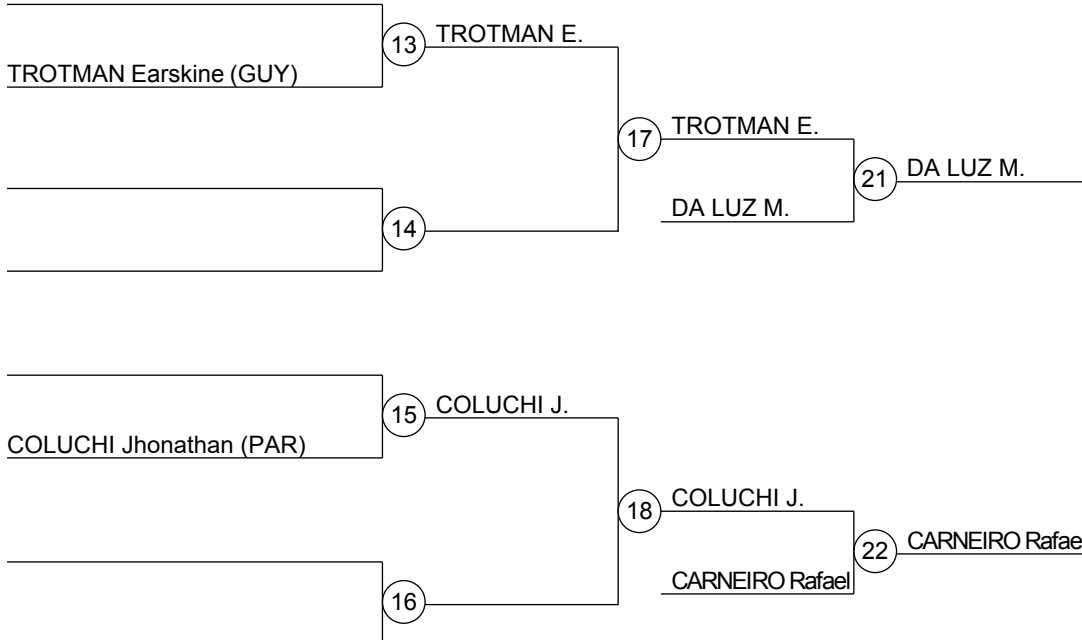 13
TROTMAN E.
TROTMAN Earskine (GUY)
17
TROTMAN E.
21
DA LUZ M.
DA LUZ M.
14
15
COLUCHI J.
COLUCHI Jhonathan (PAR)
18
COLUCHI J.
22
CARNEIRO Rafae
CARNEIRO Rafael
16